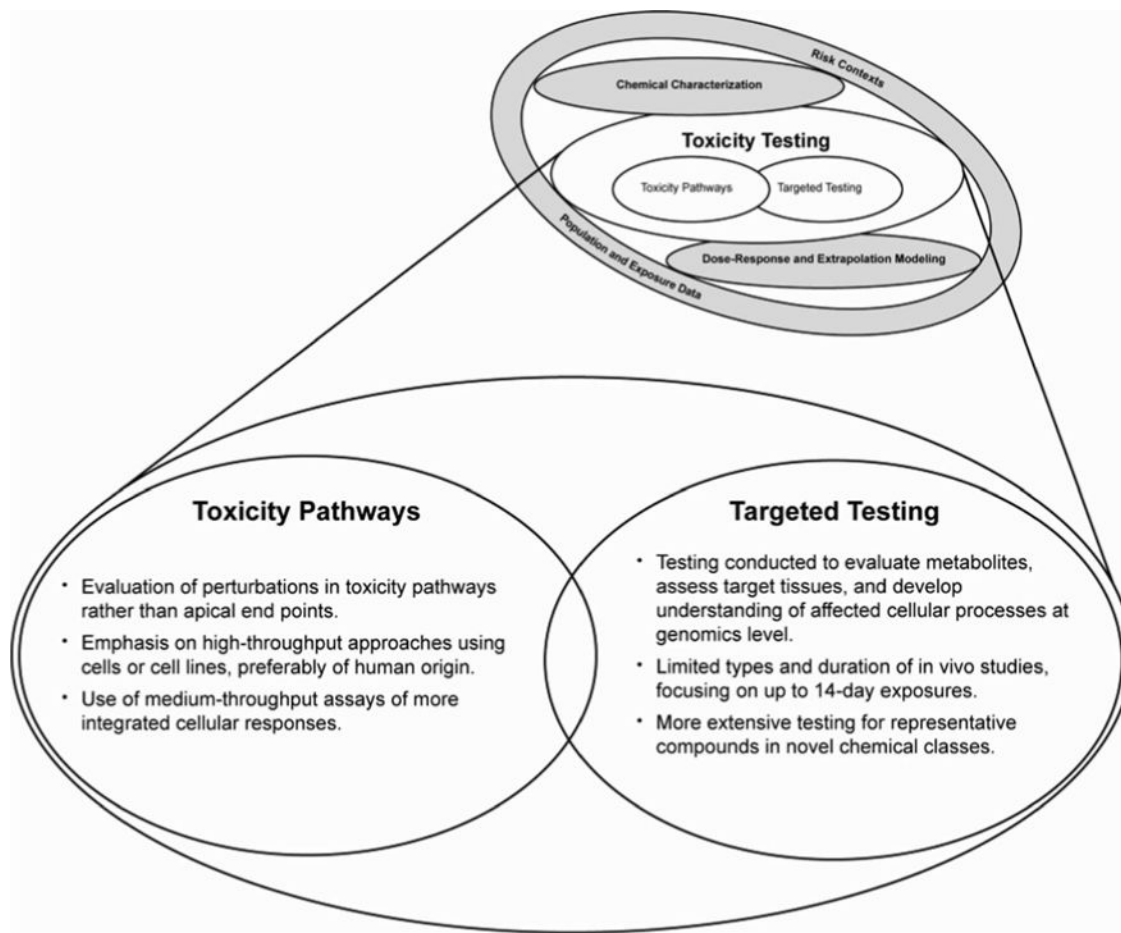 Risk Contexts
Chemical Characterization
Toxicity Testing
Toxicity Pathways
Targeted Testing
Dose-Response and Extrapolation Modeling
Population and Exposure Data
Toxicity Pathways
• Evaluation of perturbations in toxicity pathways
rather than apical end points.
• Emphasis on high-throughput approaches using
cells or cell lines, preferably of human origin.
• Use of medium-throughput assays of more
integrated cellular responses.
Targeted Testing
• Testing conducted to evaluate metabolites,
assess target tissues, and develop
understanding of affected cellular processes at
genomics level.
• Limited types and duration of in vivo studies,
focusing on up to 14-day exposures.
• More extensive testing for representative
compounds in novel chemical classes.